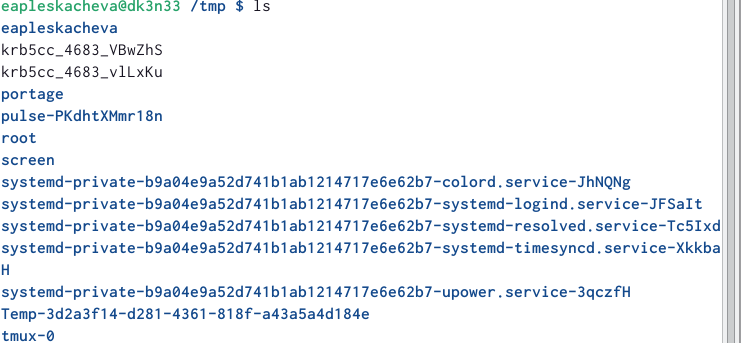 eapleskacheva@dk3n33 /tmp $ ls
eapleskacheva
krb5cc_4683_VBwZhS
krb5cc_4683_vlLxKu
portage
pulse-PKdhtXMmr18n
root
screen
systemd-private-b9a04e9a52d741b1ab1214717e6e62b7-colord.service-JhNQNg
systemd-private-b9a04e9a52d741b1ab1214717e6e62b7-systemd-logind.service-JFSaIt
systemd-private-b9a04e9a52d741b1ab1214717e6e62b7-systemd-resolved.service-Tc5Ixd
systemd-private-b9a04e9a52d741b1ab1214717e6e62b7-systemd-timesyncd.service-Xkkba
H
systemd-private-b9a04e9a52d741b1ab1214717e6e62b7-upower.service-3qczfH
Temp-3d2a3f14-d281-4361-818f-a43a5a4d184e
tmux-0